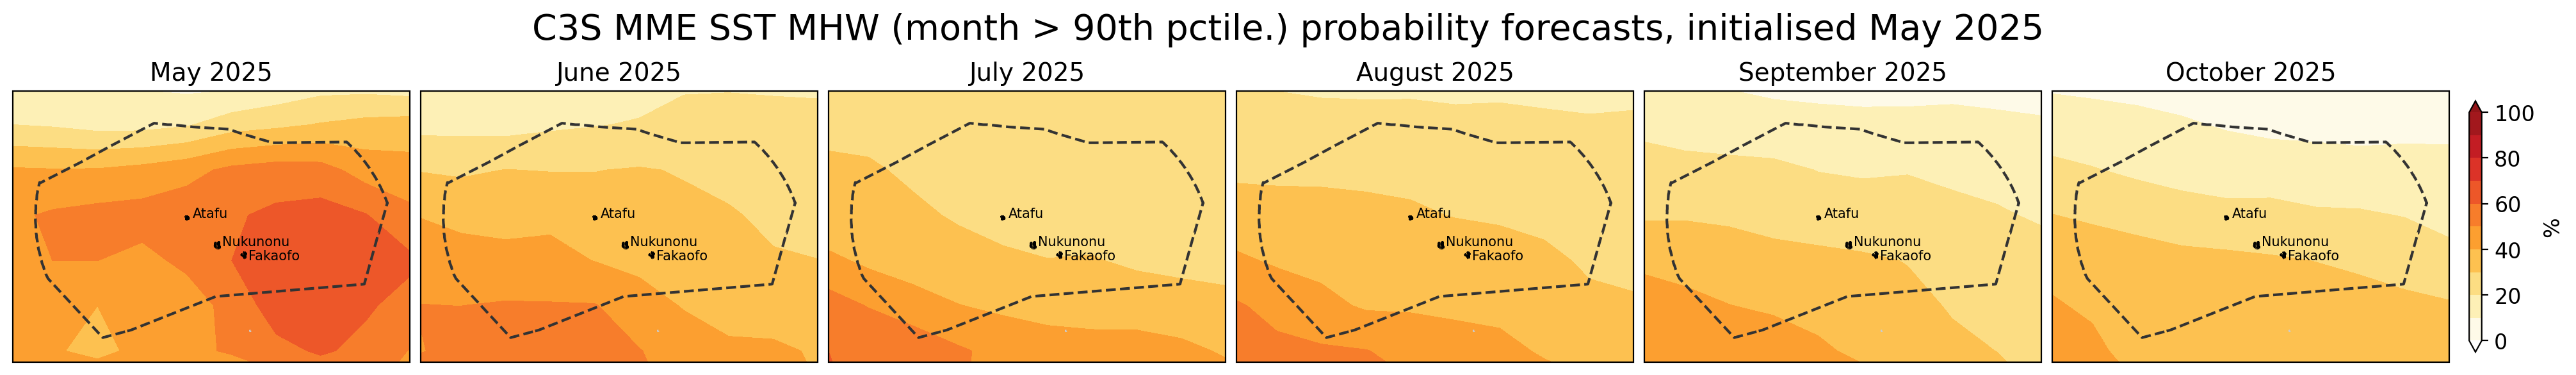 C3S MME SST MHW (month > 90th pctile.) probability forecasts, initialised May 2025
May 2025
June 2025
July 2025
August 2025
September 2025
October 2025
Atafu
Nukunonu
Fakaofo
Atafu
Nukunonu
Fakaofo
Atafu
Nukunonu
Fakaofo
Atafu
Nukunonu
Fakaofo
Atafu
Nukunonu
Fakaofo
Atafu
Nukunonu
Fakaofo
100
80
60
40
20
0
%